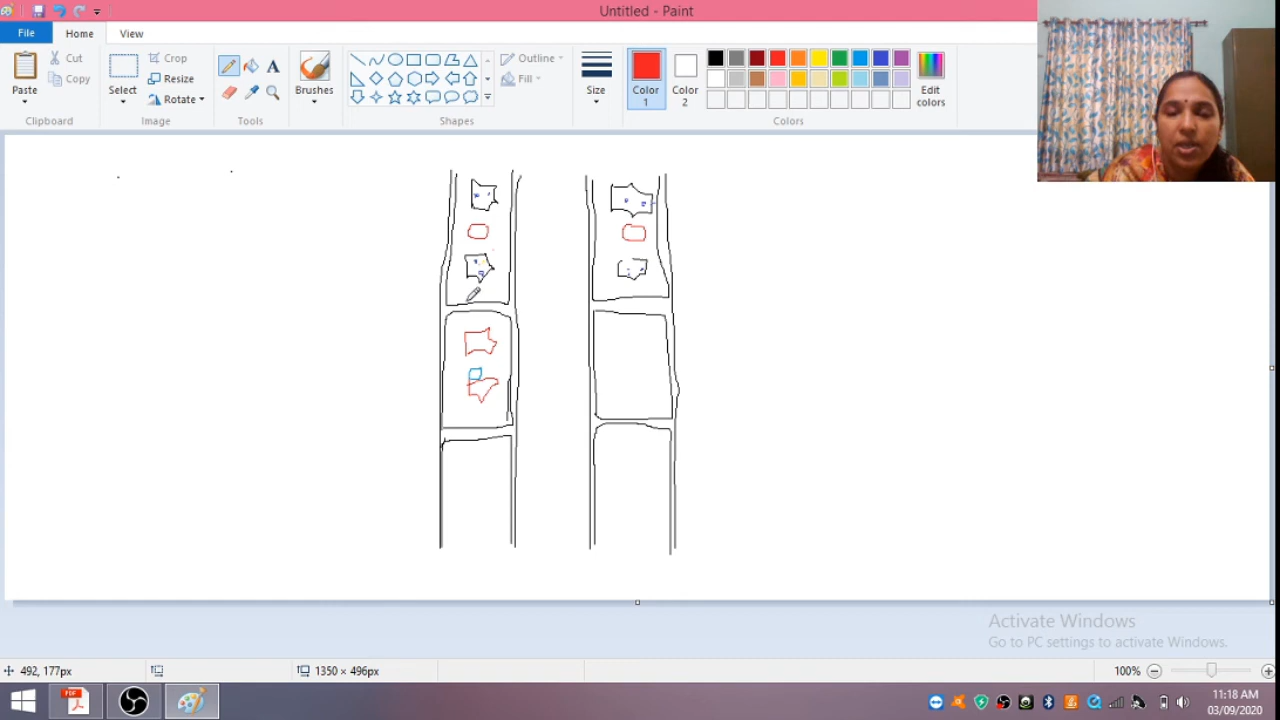 Untitled - Paint
File Home View
Paste
Cut
Copy
Clipboard
Select
Crop
Resize
Rotate
Image
Tools
Brushes
Outline
Fill
Shapes
Size
Color 1
Color 2
Edit colors
Colors
Activate Windows
Go to PC settings to activate Windows.
492, 177px
1350 × 496px
100%
PDF
11:18 AM
03/09/2020